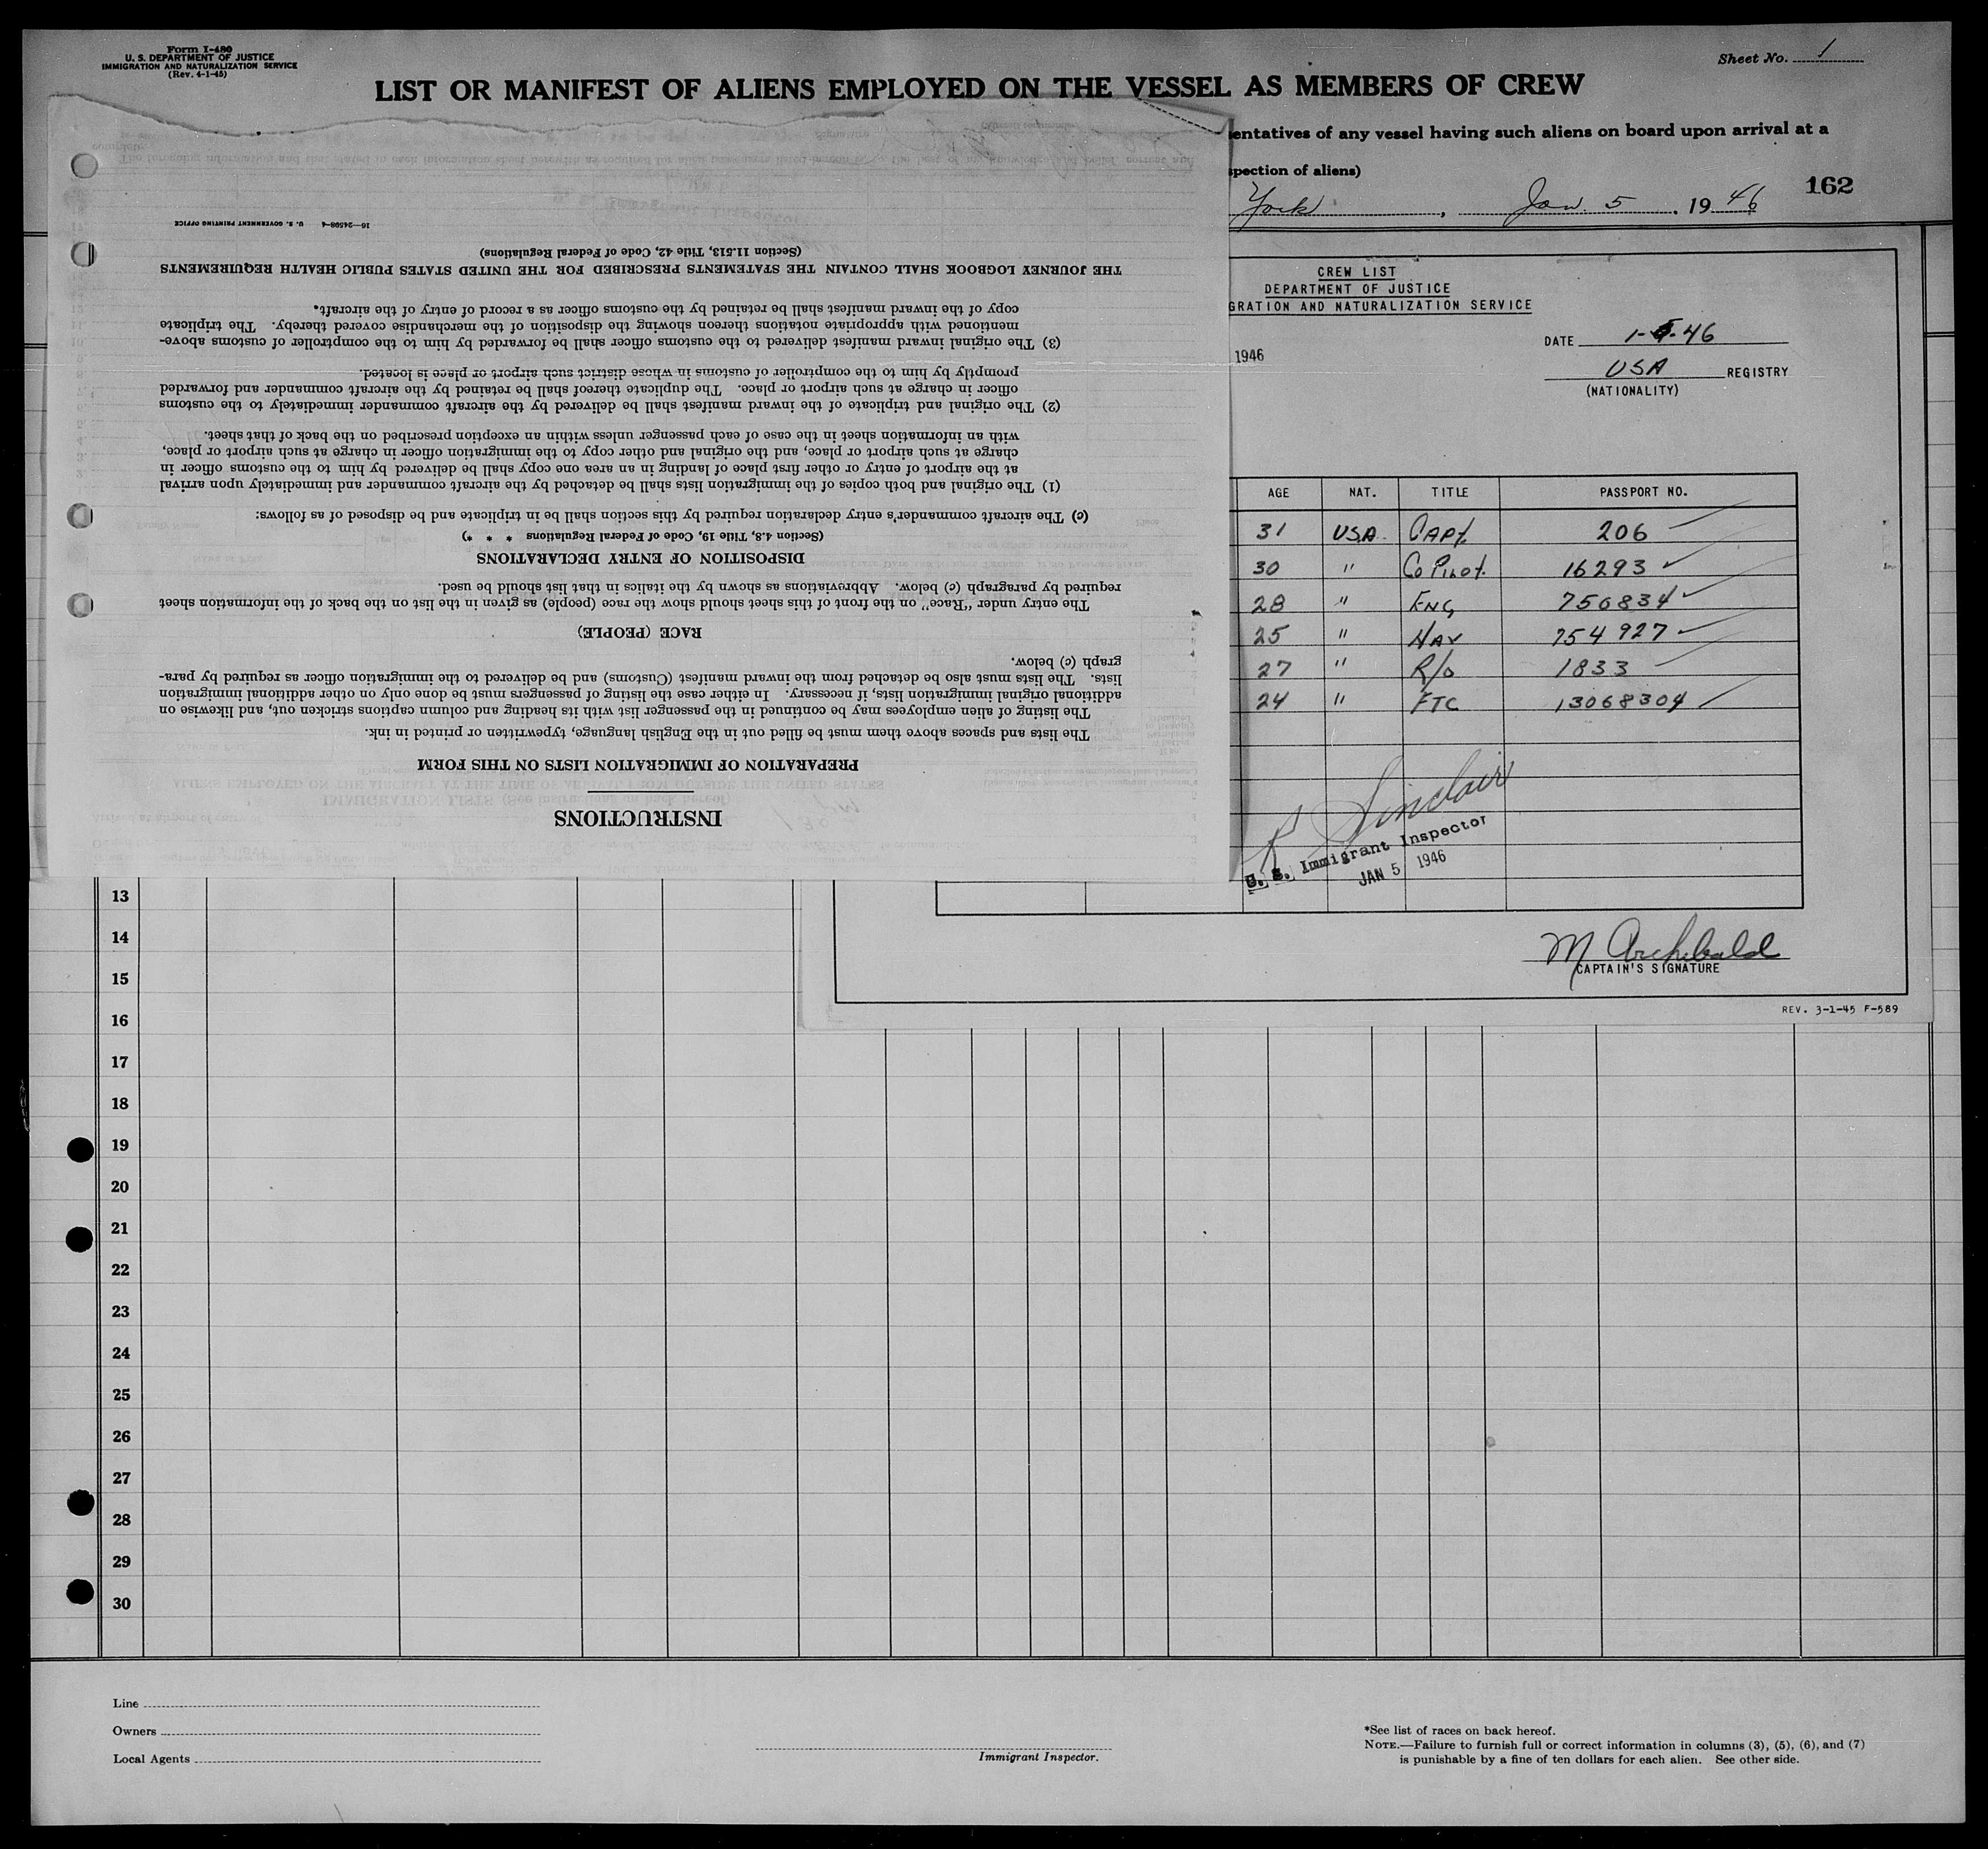 Form I-480
U. S. DEPARTMENT OF JUSTICE
IMMIGRATION AND NATURALIZATION SERVICE
(Rev. 4-1-45)
Sheet No. 1
LIST OR MANIFEST OF ALIENS EMPLOYED ON THE VESSEL AS MEMBERS OF CREW
entatives of any vessel having such aliens on board upon arrival at a
spection of aliens)
162
York, Jan. 5, 19 46
CREW LIST
DEPARTMENT OF JUSTICE
GRATION AND NATURALIZATION SERVICE
DATE 1-5-46
1946
USA REGISTRY
(NATIONALITY)
AGE NAT. TITLE PASSPORT NO.
31 USA CAPt. 206
30 " Co Pilot. 16293
28 " ENG 756834
25 " NAV 754927
27 " R/o 1833
24 " FTC 13068304
R Sinclair
U. S. Immigrant Inspector
JAN 5 1946
M Archibald
CAPTAIN'S SIGNATURE
REV. 3-1-45 F-589
INSTRUCTIONS
PREPARATION OF IMMIGRATION LISTS ON THIS FORM
The lists and spaces above them must be filled out in the English language, typewritten or printed in ink.
The listing of alien employees may be continued in the passenger list with its heading and column captions stricken out, and likewise on
additional original immigration lists, if necessary. In either case the listing of passengers must be done only on other additional immigration
lists. The lists must also be detached from the inward manifest (Customs) and be delivered to the immigration officer as required by para-
graph (c) below.
RACE (PEOPLE)
The entry under "Race" on the front of this sheet should show the race (people) as given in the list on the back of the information sheet
required by paragraph (c) below. Abbreviations as shown by the italics in that list should be used.
DISPOSITION OF ENTRY DECLARATIONS
(Section 4.8, Title 19, Code of Federal Regulations * * *)
(c) The aircraft commander's entry declaration required by this section shall be in triplicate and be disposed of as follows:
(1) The original and both copies of the immigration lists shall be detached by the aircraft commander and immediately upon arrival
at the airport of entry or other first place of landing in an area one copy shall be delivered by him to the customs officer in
charge at such airport or place, and the original and other copy to the immigration officer in charge at such airport or place,
with an information sheet in the case of each passenger unless within an exception prescribed on the back of that sheet.
(2) The original and triplicate of the inward manifest shall be delivered by the aircraft commander immediately to the customs
officer in charge at such airport or place. The duplicate thereof shall be retained by the aircraft commander and forwarded
promptly by him to the comptroller of customs in whose district such airport or place is located.
(3) The original inward manifest delivered to the customs officer shall be forwarded by him to the comptroller of customs above-
mentioned with appropriate notations thereon showing the disposition of the merchandise covered thereby. The triplicate
copy of the inward manifest shall be retained by the customs officer as a record of entry of the aircraft.
THE JOURNEY LOGBOOK SHALL CONTAIN THE STATEMENTS PRESCRIBED FOR THE UNITED STATES PUBLIC HEALTH REQUIREMENTS
(Section 11.513, Title 42, Code of Federal Regulations)
16—24598-4 U. S. GOVERNMENT PRINTING OFFICE
13
14
15
16
17
18
19
20
21
22
23
24
25
26
27
28
29
30
Line
Owners
Local Agents
Immigrant Inspector.
*See list of races on back hereof.
NOTE.—Failure to furnish full or correct information in columns (3), (5), (6), and (7)
is punishable by a fine of ten dollars for each alien. See other side.